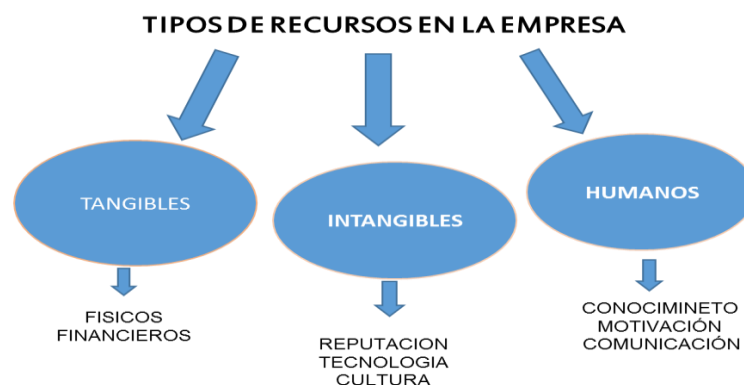 TIPOS DE RECURSOS EN LA EMPRESA
TANGIBLES
INTANGIBLES
HUMANOS
FISICOS
FINANCIEROS
REPUTACION
TECNOLOGIA
CULTURA
CONOCIMINETO
MOTIVACIÓN
COMUNICACIÓN